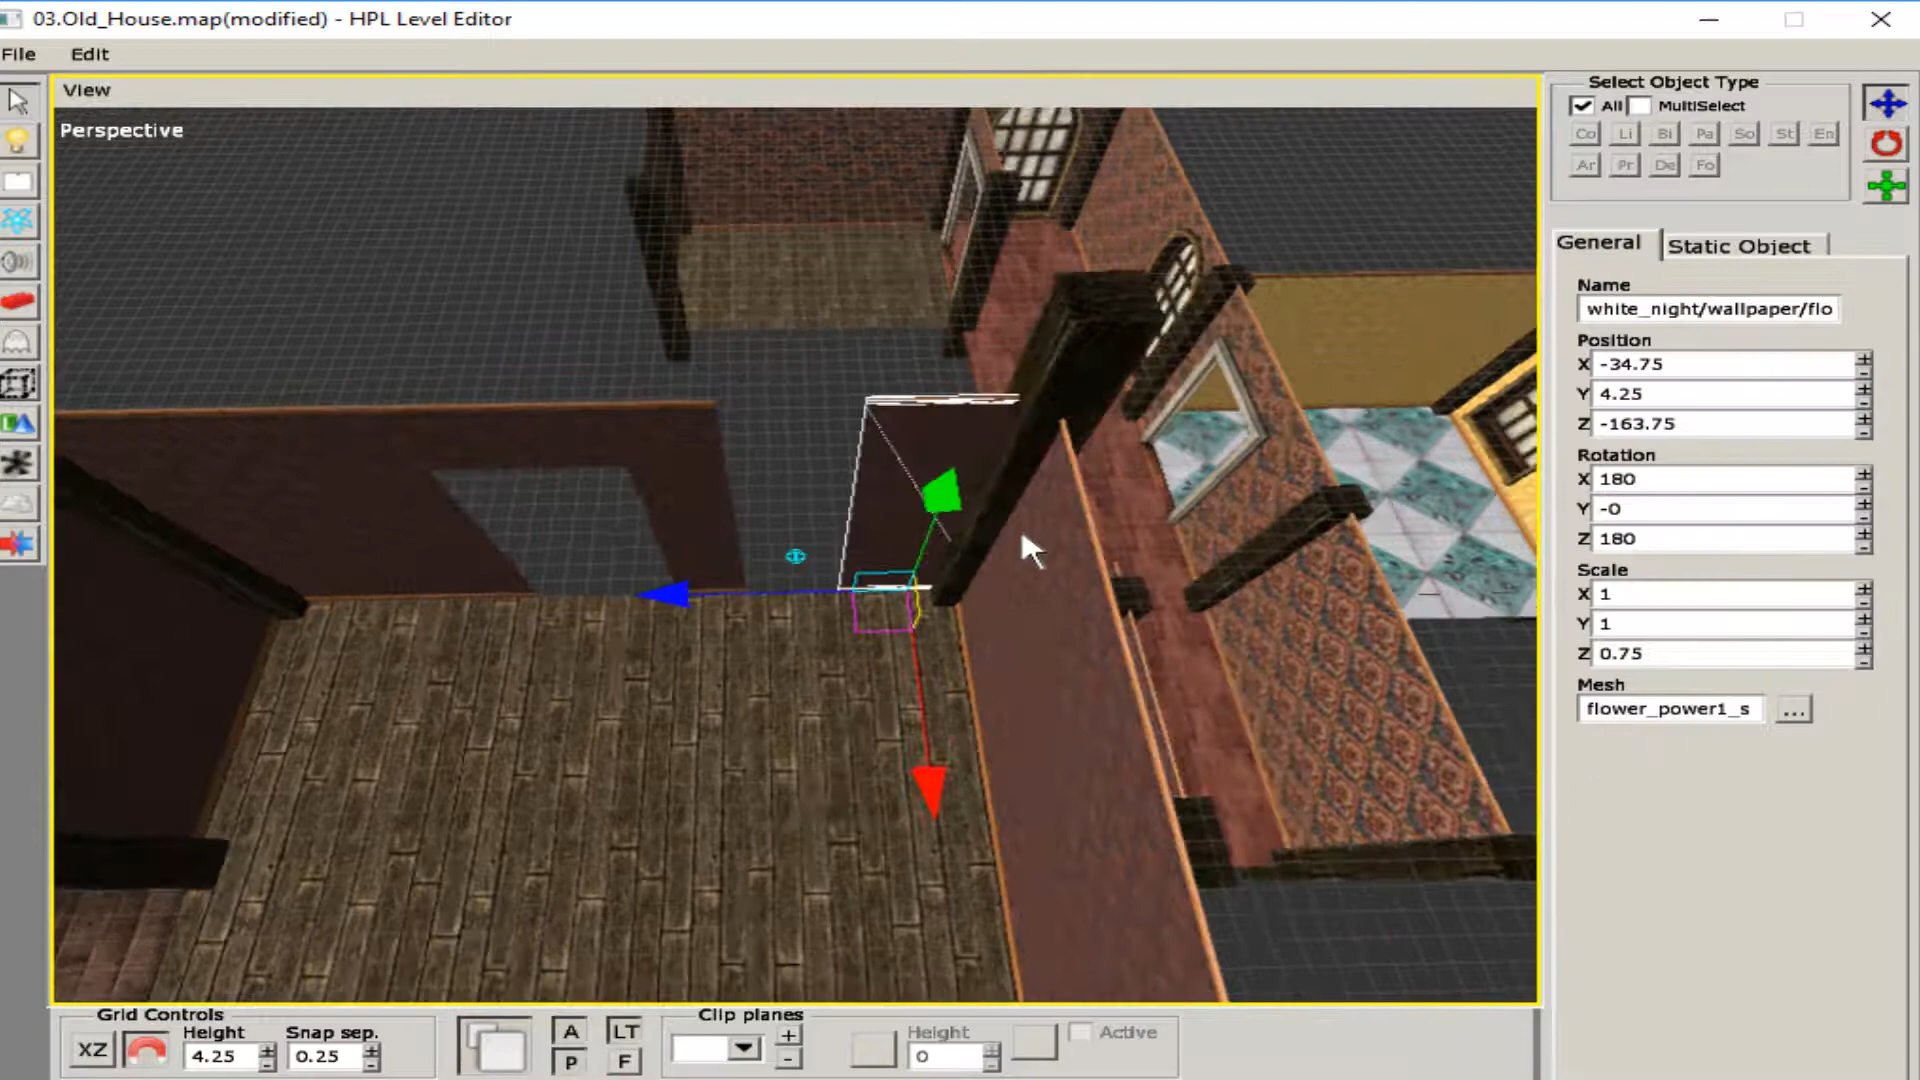 03.Old_House.map(modified) - HPL Level Editor
File Edit
View
Perspective
Select Object Type
All MultiSelect
Co Li Bi Pa So St En
Ar Pr De Fo
General Static Object
Name
white_night/wallpaper/flo
Position
X -34.75
Y 4.25
Z -163.75
Rotation
X 180
Y -0
Z 180
Scale
X 1
Y 1
Z 0.75
Mesh
flower_power1_s ...
Grid Controls
Height Snap sep.
XZ 4.25 0.25
A LT
P F
Clip planes
+ -
Height
0
Active